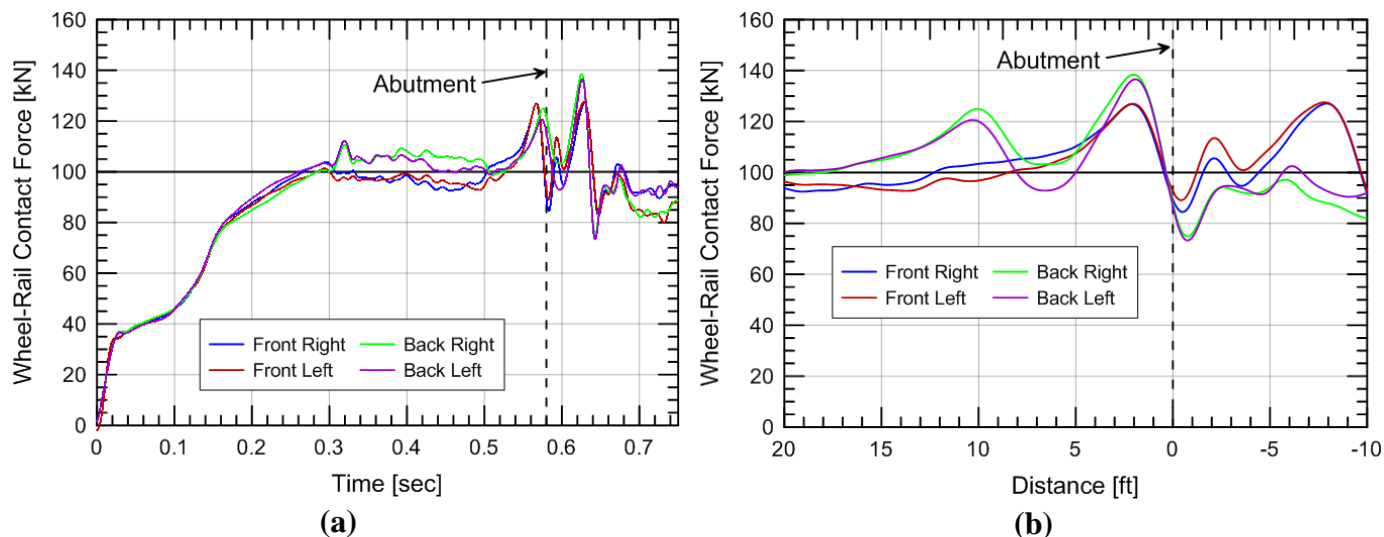 160
140
120
100
80
60
40
20
0
Wheel-Rail Contact Force [kN]
Abutment
Front Right
Back Right
Front Left
Back Left
0 0.1 0.2 0.3 0.4 0.5 0.6 0.7
Time [sec]
(a)
160
140
120
100
80
60
40
20
0
Wheel-Rail Contact Force [kN]
Abutment
Front Right
Back Right
Front Left
Back Left
20 15 10 5 0 -5 -10
Distance [ft]
(b)